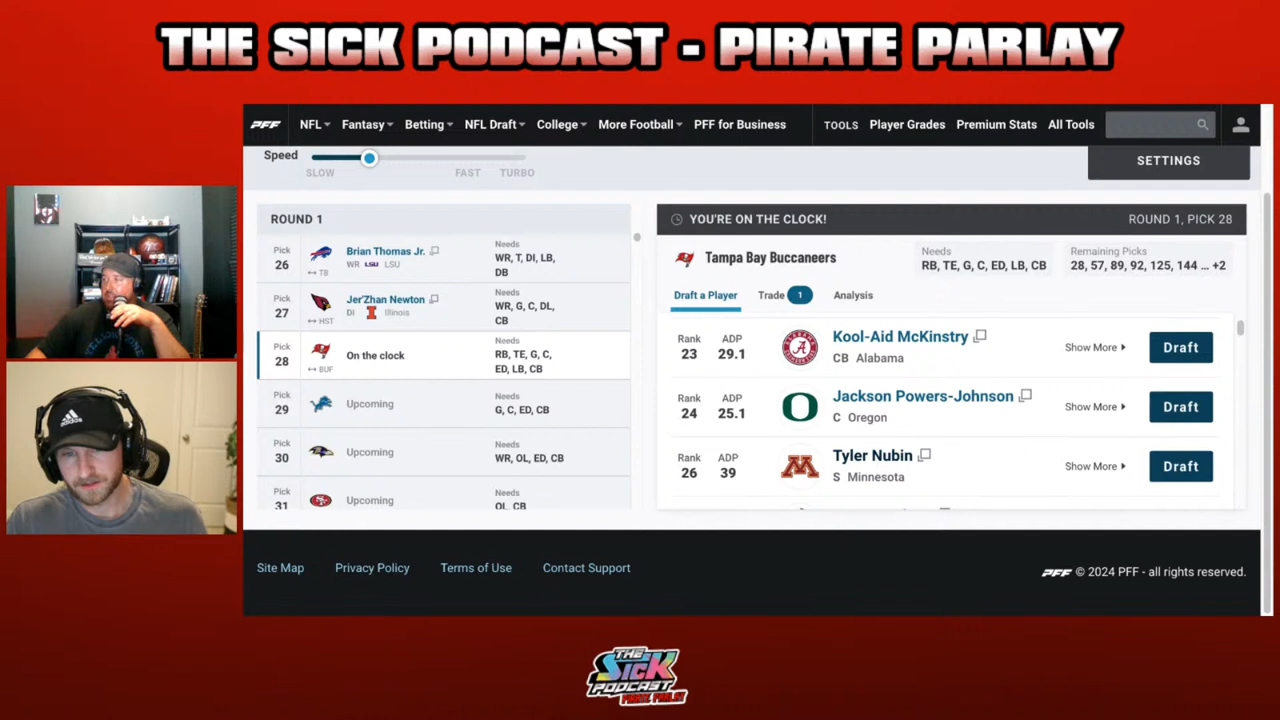 THE SICK PODCAST - PIRATE PARLAY
PFF NFL Fantasy Betting NFL Draft College More Football PFF for Business TOOLS Player Grades Premium Stats All Tools
Speed
SLOW FAST TURBO
SETTINGS
ROUND 1
Pick 26
↔ TB
Brian Thomas Jr.
WR LSU LSU
Needs
WR, T, DI, LB,
DB
Pick 27
↔ HST
Jer'Zhan Newton
DI I Illinois
Needs
WR, G, C, DL,
CB
Pick 28
↔ BUF
On the clock
Needs
RB, TE, G, C,
ED, LB, CB
Pick 29
Upcoming
Needs
G, C, ED, CB
Pick 30
Upcoming
Needs
WR, OL, ED, CB
Pick 31
Upcoming
Needs
OL, CB
YOU'RE ON THE CLOCK! ROUND 1, PICK 28
Tampa Bay Buccaneers
Needs
RB, TE, G, C, ED, LB, CB
Remaining Picks
28, 57, 89, 92, 125, 144 ... +2
Draft a Player Trade 1 Analysis
Rank 23
ADP 29.1
Kool-Aid McKinstry
CB Alabama
Show More
Draft
Rank 24
ADP 25.1
Jackson Powers-Johnson
C Oregon
Show More
Draft
Rank 26
ADP 39
Tyler Nubin
S Minnesota
Show More
Draft
Site Map Privacy Policy Terms of Use Contact Support
PFF © 2024 PFF - all rights reserved.
THE
SICK
PODCAST
PIRATE PARLAY